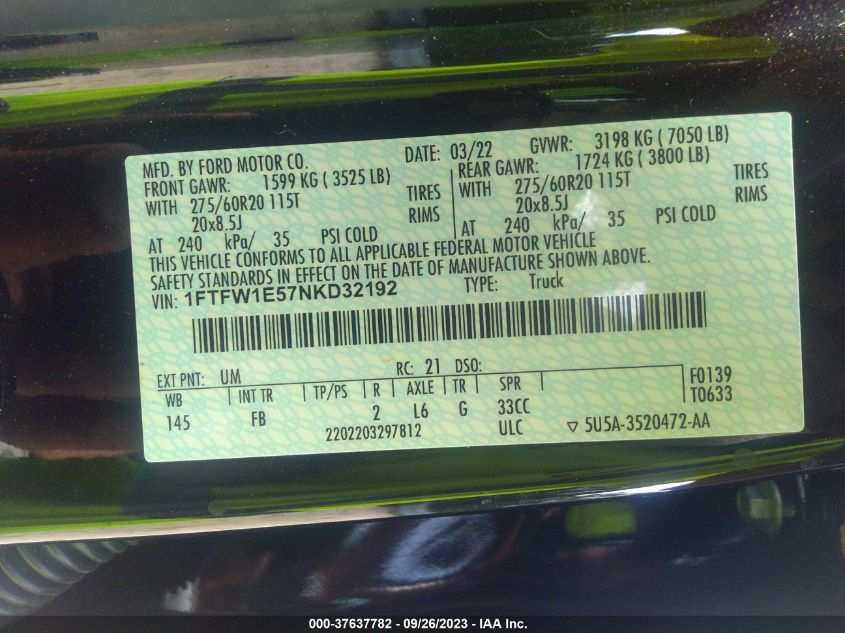 MFD. BY FORD MOTOR CO. DATE: 03/22 GVWR: 3198 KG ( 7050 LB)
FRONT GAWR: 1599 KG ( 3525 LB) REAR GAWR: 1724 KG ( 3800 LB)
WITH 275/60R20 115T TIRES WITH 275/60R20 115T TIRES
20x8.5J RIMS 20x8.5J RIMS
AT 240 kPa/ 35 PSI COLD AT 240 kPa/ 35 PSI COLD
THIS VEHICLE CONFORMS TO ALL APPLICABLE FEDERAL MOTOR VEHICLE
SAFETY STANDARDS IN EFFECT ON THE DATE OF MANUFACTURE SHOWN ABOVE.
VIN: 1FTFW1E57NKD32192 TYPE: Truck
EXT PNT: UM RC: 21 DSO:
WB INT TR TP/PS R AXLE TR SPR F0139
145 FB 2 L6 G 33CC T0633
2202203297812 ULC ▽ 5U5A-3520472-AA
000-37637782 - 09/26/2023 - IAA Inc.